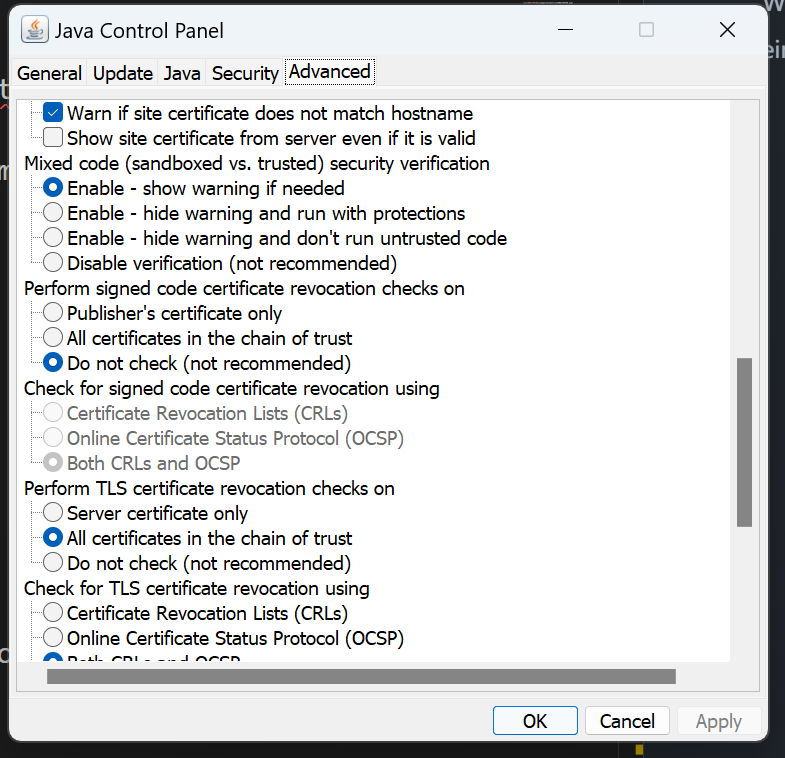 Java Control Panel
General Update Java Security Advanced
Warn if site certificate does not match hostname
Show site certificate from server even if it is valid
Mixed code (sandboxed vs. trusted) security verification
Enable - show warning if needed
Enable - hide warning and run with protections
Enable - hide warning and don't run untrusted code
Disable verification (not recommended)
Perform signed code certificate revocation checks on
Publisher's certificate only
All certificates in the chain of trust
Do not check (not recommended)
Check for signed code certificate revocation using
Certificate Revocation Lists (CRLs)
Online Certificate Status Protocol (OCSP)
Both CRLs and OCSP
Perform TLS certificate revocation checks on
Server certificate only
All certificates in the chain of trust
Do not check (not recommended)
Check for TLS certificate revocation using
Certificate Revocation Lists (CRLs)
Online Certificate Status Protocol (OCSP)
Both CRLs and OCSP
OK Cancel Apply